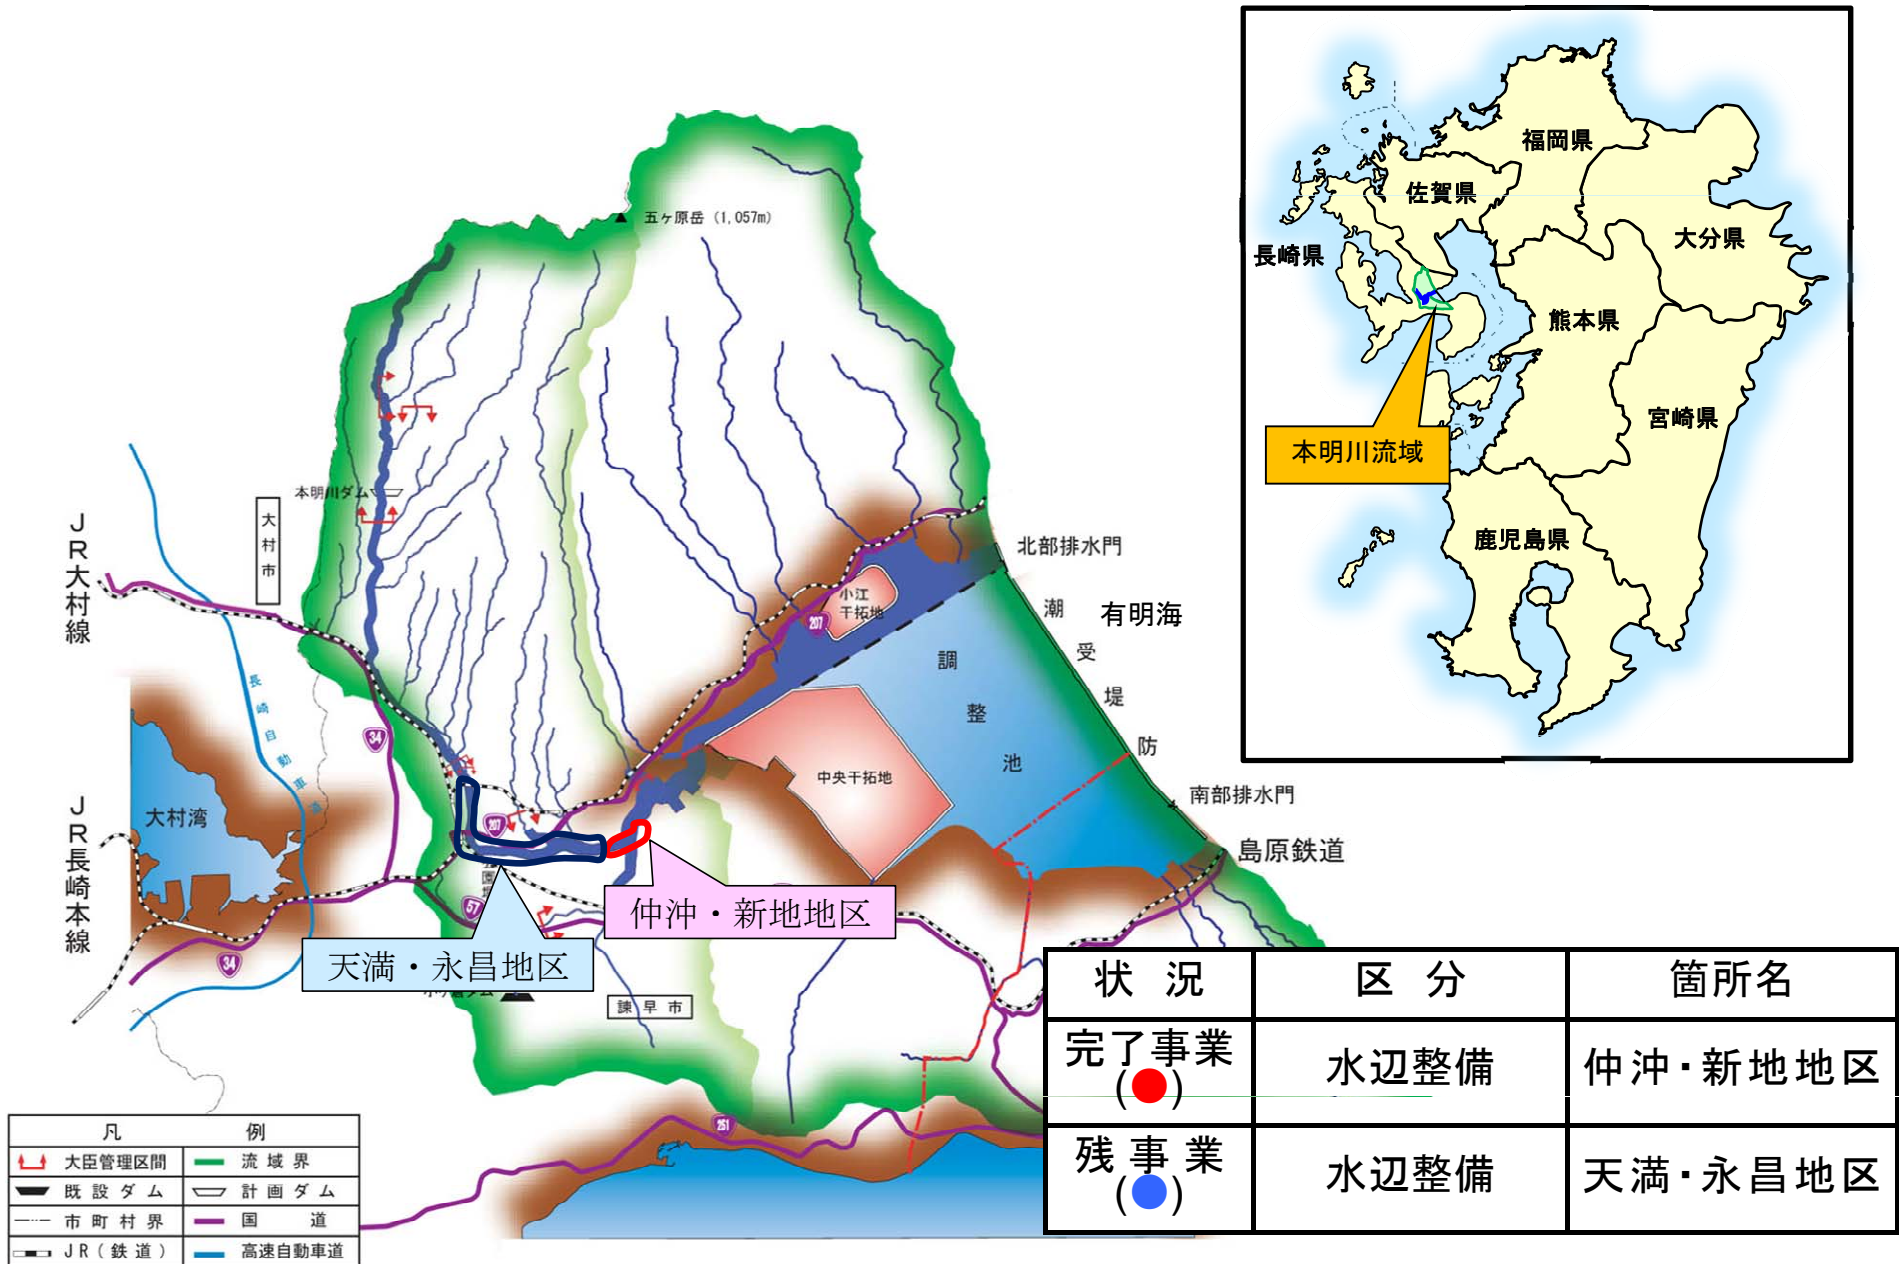 福岡県
佐賀県
長崎県
大分県
熊本県
宮崎県
鹿児島県
本明川流域
五ケ原岳 (1,057m)
本明川ダム
大村市
JR大村線
長崎自動車道
北部排水門
有明海
潮受堤防
小江
干拓地
207
調整池
中央干拓地
南部排水門
島原鉄道
34
大村湾
JR長崎本線
207
57
34
仲沖・新地地区
天満・永昌地区
諫早市
251
状況 区分 箇所名
完了事業
(●) 水辺整備 仲沖・新地地区
残事業
(●) 水辺整備 天満・永昌地区
凡例
大臣管理区間 流域界
既設ダム 計画ダム
市町村界 国道
JR(鉄道) 高速自動車道